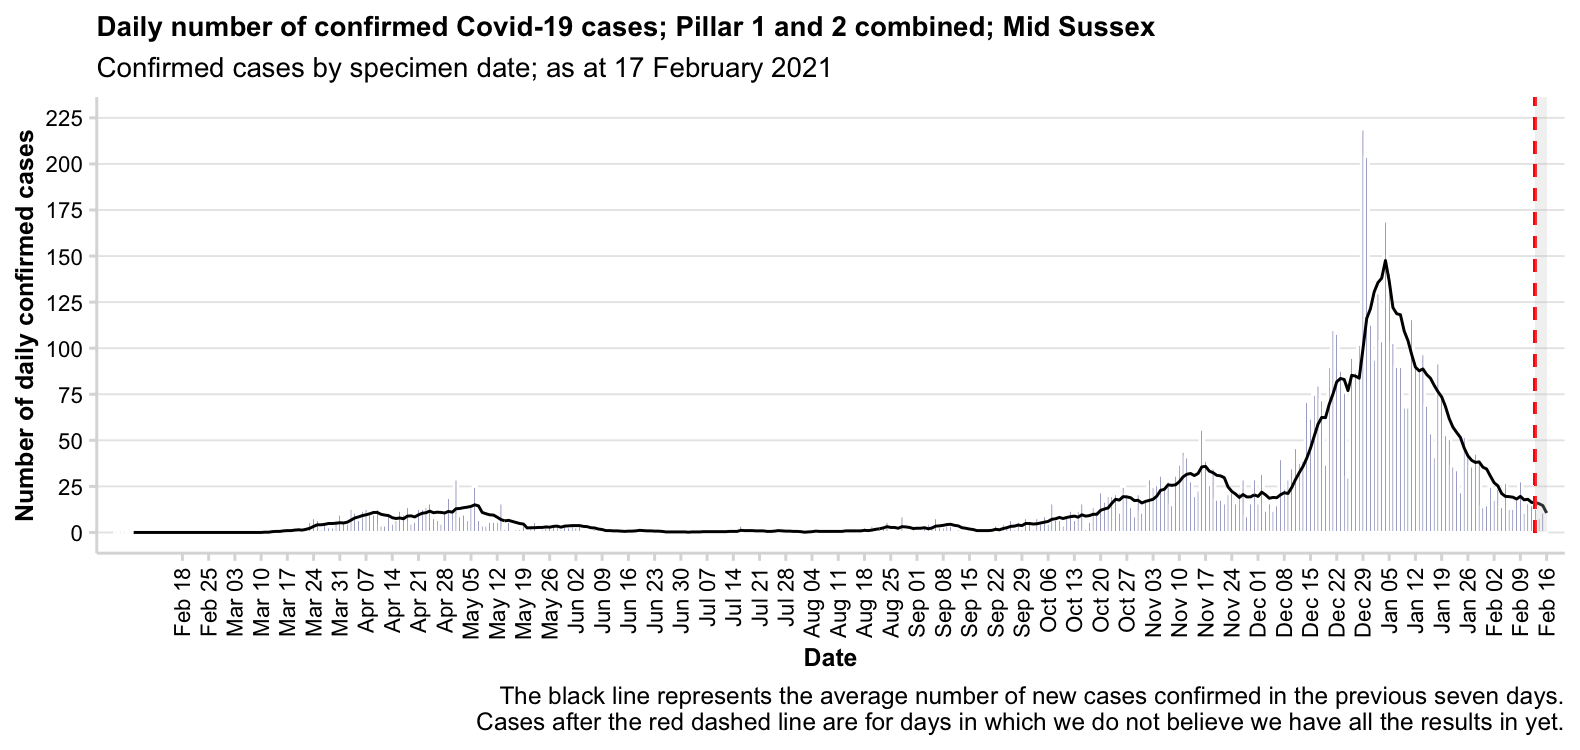 Daily number of confirmed Covid-19 cases; Pillar 1 and 2 combined; Mid Sussex
Confirmed cases by specimen date; as at 17 February 2021
Number of daily confirmed cases
225
200
175
150
125
100
75
50
25
0
Feb 18
Feb 25
Mar 03
Mar 10
Mar 17
Mar 24
Mar 31
Apr 07
Apr 14
Apr 21
Apr 28
May 05
May 12
May 19
May 26
Jun 02
Jun 09
Jun 16
Jun 23
Jun 30
Jul 07
Jul 14
Jul 21
Jul 28
Aug 04
Aug 11
Aug 18
Aug 25
Sep 01
Sep 08
Sep 15
Sep 22
Sep 29
Oct 06
Oct 13
Oct 20
Oct 27
Nov 03
Nov 10
Nov 17
Nov 24
Dec 01
Dec 08
Dec 15
Dec 22
Dec 29
Jan 05
Jan 12
Jan 19
Jan 26
Feb 02
Feb 09
Feb 16
Date
The black line represents the average number of new cases confirmed in the previous seven days.
Cases after the red dashed line are for days in which we do not believe we have all the results in yet.